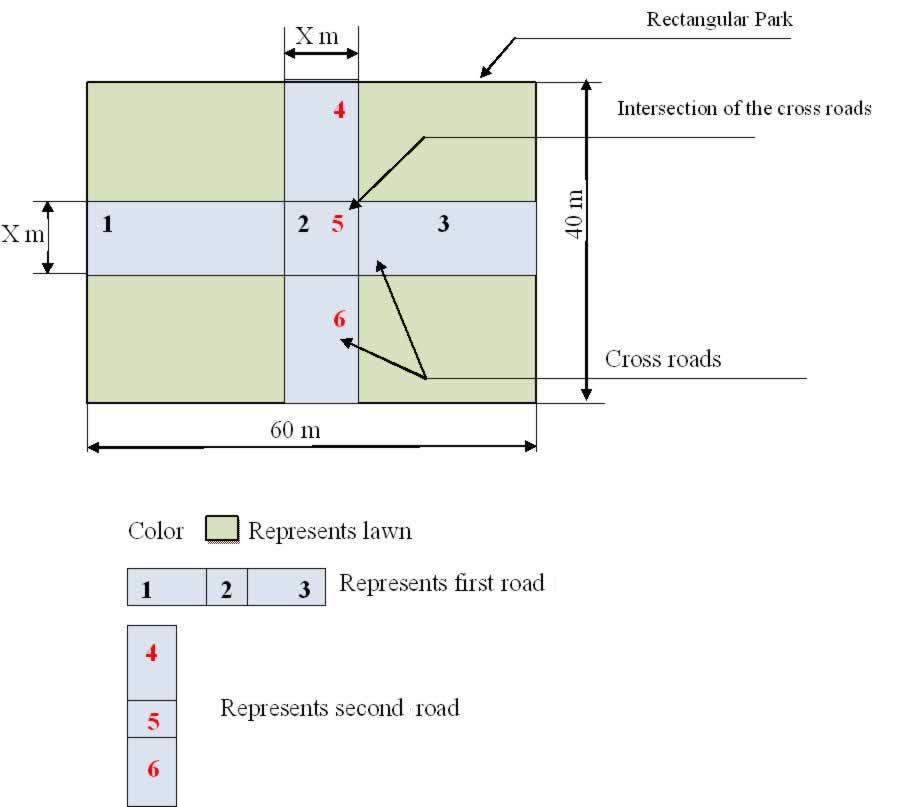 Rectangular Park
X m
4
Intersection of the cross roads
1 2 5 3
X m
40 m
6
Cross roads
60 m
Color Represents lawn
1 2 3 Represents first road
4
5
6
Represents second road